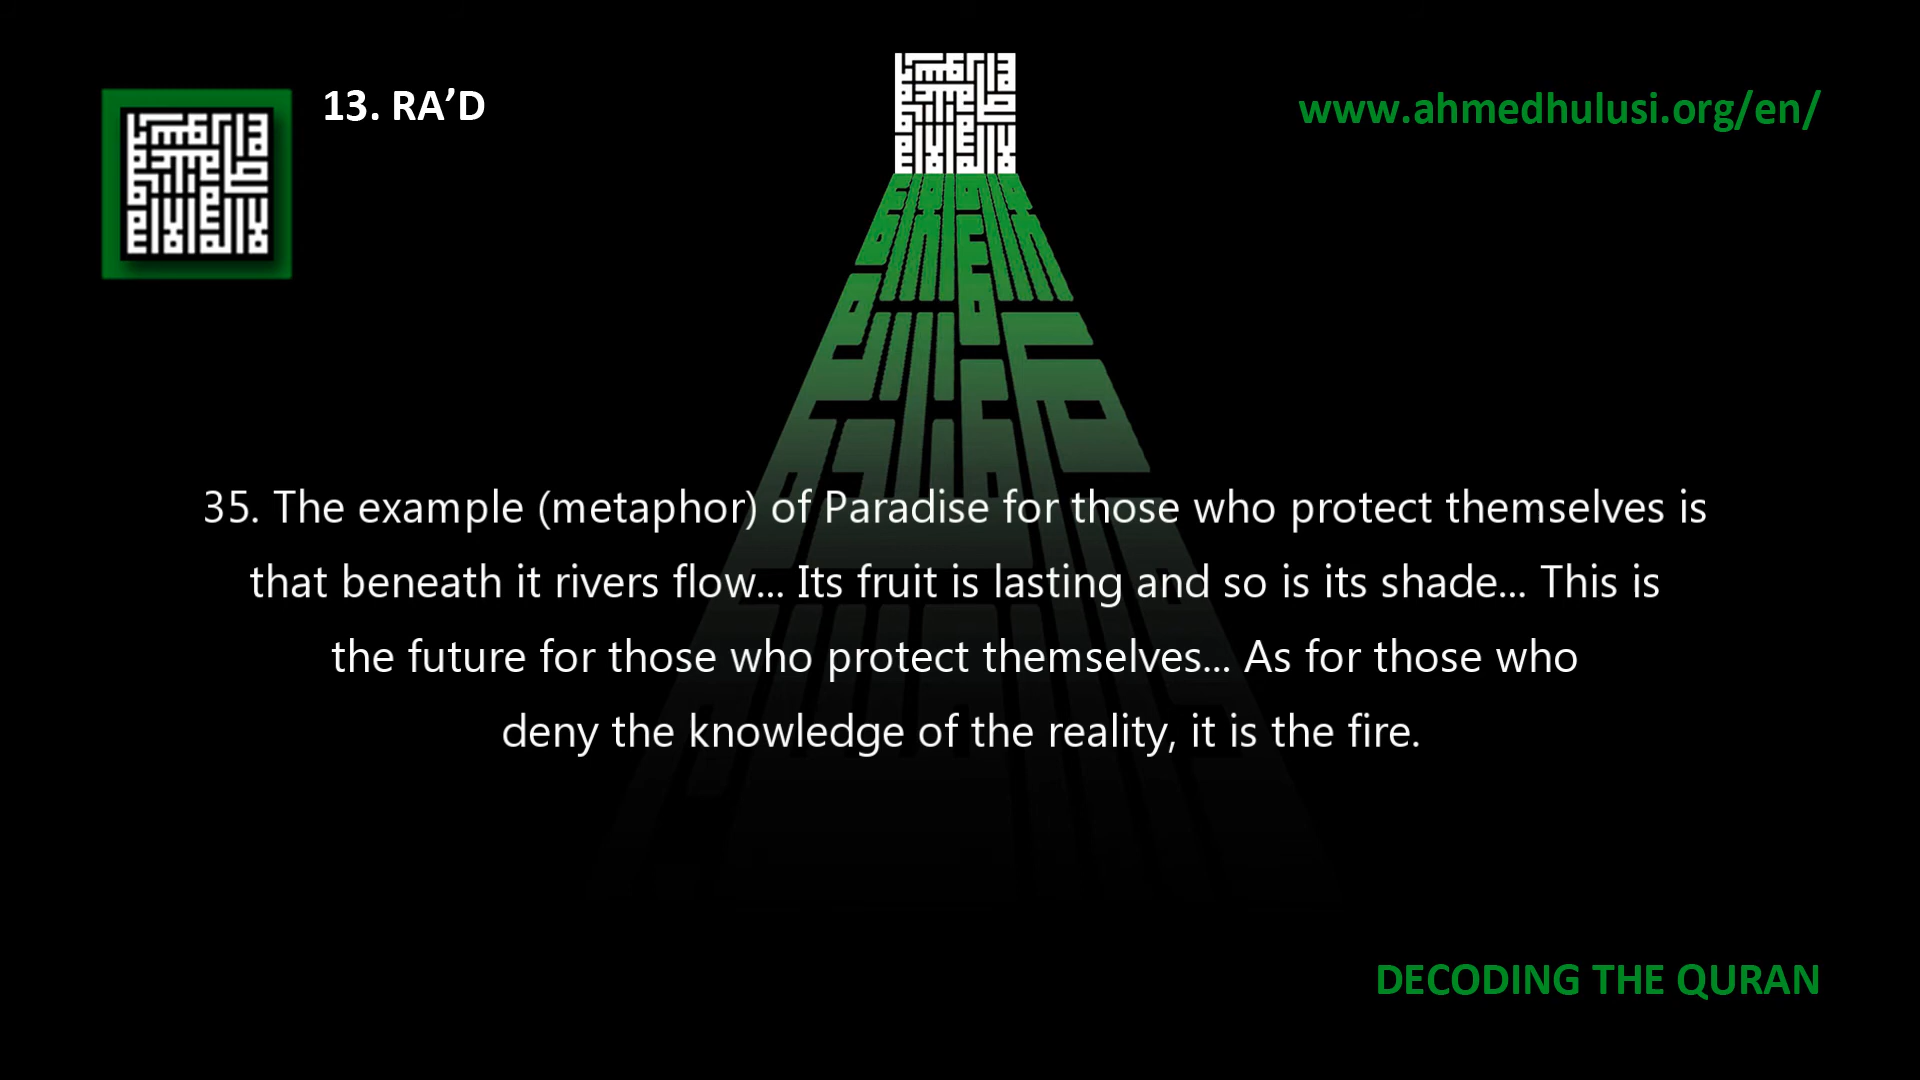 13. RA’D
www.ahmedhulusi.org/en/
35. The example (metaphor) of Paradise for those who protect themselves is
that beneath it rivers flow... Its fruit is lasting and so is its shade... This is
the future for those who protect themselves... As for those who
deny the knowledge of the reality, it is the fire.
DECODING THE QURAN